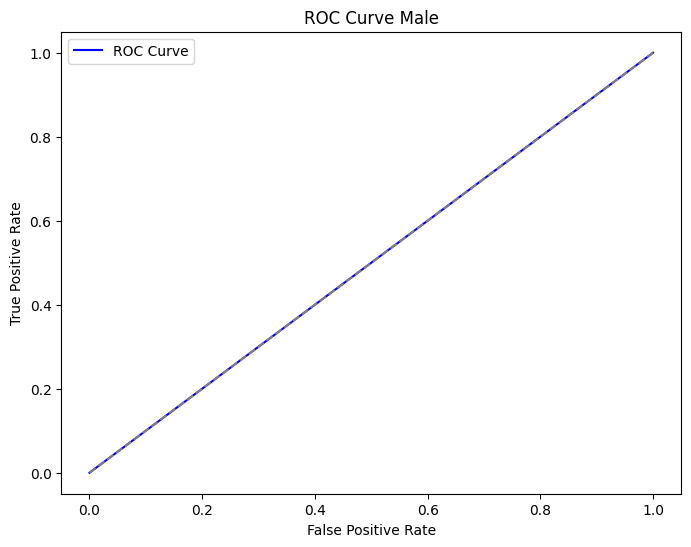 ROC Curve Male
ROC Curve
True Positive Rate
1.0
0.8
0.6
0.4
0.2
0.0
0.0 0.2 0.4 0.6 0.8 1.0
False Positive Rate